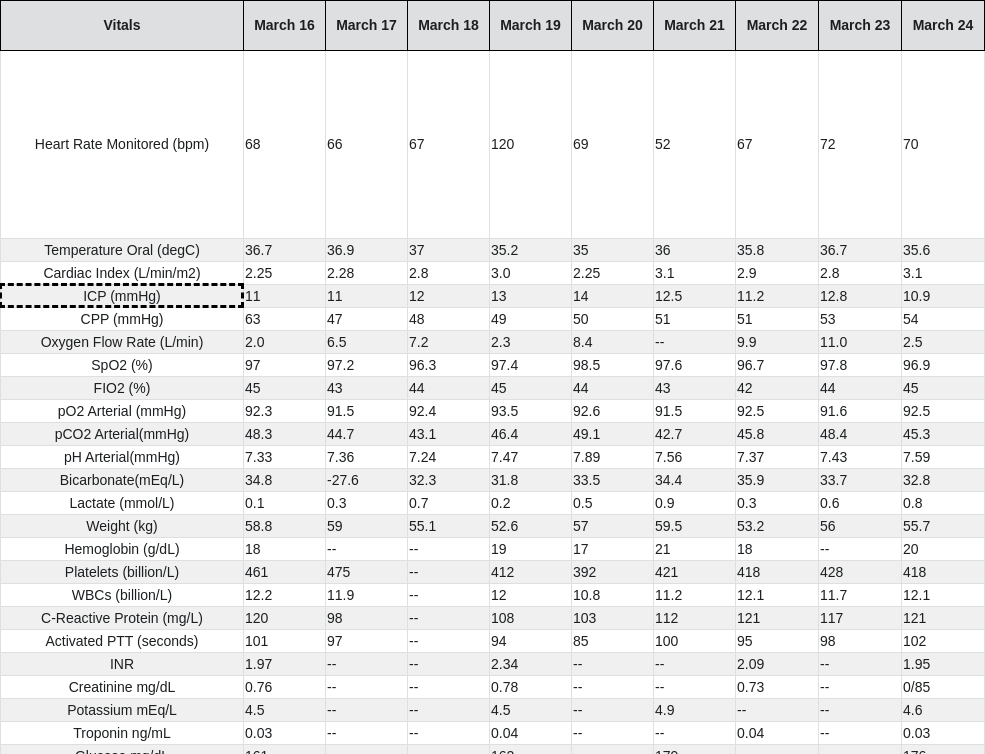 Vitals March 16 March 17 March 18 March 19 March 20 March 21 March 22 March 23 March 24
Heart Rate Monitored (bpm) 68 66 67 120 69 52 67 72 70
Temperature Oral (degC) 36.7 36.9 37 35.2 35 36 35.8 36.7 35.6
Cardiac Index (L/min/m2) 2.25 2.28 2.8 3.0 2.25 3.1 2.9 2.8 3.1
ICP (mmHg) 11 11 12 13 14 12.5 11.2 12.8 10.9
CPP (mmHg) 63 47 48 49 50 51 51 53 54
Oxygen Flow Rate (L/min) 2.0 6.5 7.2 2.3 8.4 -- 9.9 11.0 2.5
SpO2 (%) 97 97.2 96.3 97.4 98.5 97.6 96.7 97.8 96.9
FIO2 (%) 45 43 44 45 44 43 42 44 45
pO2 Arterial (mmHg) 92.3 91.5 92.4 93.5 92.6 91.5 92.5 91.6 92.5
pCO2 Arterial(mmHg) 48.3 44.7 43.1 46.4 49.1 42.7 45.8 48.4 45.3
pH Arterial(mmHg) 7.33 7.36 7.24 7.47 7.89 7.56 7.37 7.43 7.59
Bicarbonate(mEq/L) 34.8 -27.6 32.3 31.8 33.5 34.4 35.9 33.7 32.8
Lactate (mmol/L) 0.1 0.3 0.7 0.2 0.5 0.9 0.3 0.6 0.8
Weight (kg) 58.8 59 55.1 52.6 57 59.5 53.2 56 55.7
Hemoglobin (g/dL) 18 -- -- 19 17 21 18 -- 20
Platelets (billion/L) 461 475 -- 412 392 421 418 428 418
WBCs (billion/L) 12.2 11.9 -- 12 10.8 11.2 12.1 11.7 12.1
C-Reactive Protein (mg/L) 120 98 -- 108 103 112 121 117 121
Activated PTT (seconds) 101 97 -- 94 85 100 95 98 102
INR 1.97 -- -- 2.34 -- -- 2.09 -- 1.95
Creatinine mg/dL 0.76 -- -- 0.78 -- -- 0.73 -- 0/85
Potassium mEq/L 4.5 -- -- 4.5 -- 4.9 -- -- 4.6
Troponin ng/mL 0.03 -- -- 0.04 -- -- 0.04 -- 0.03